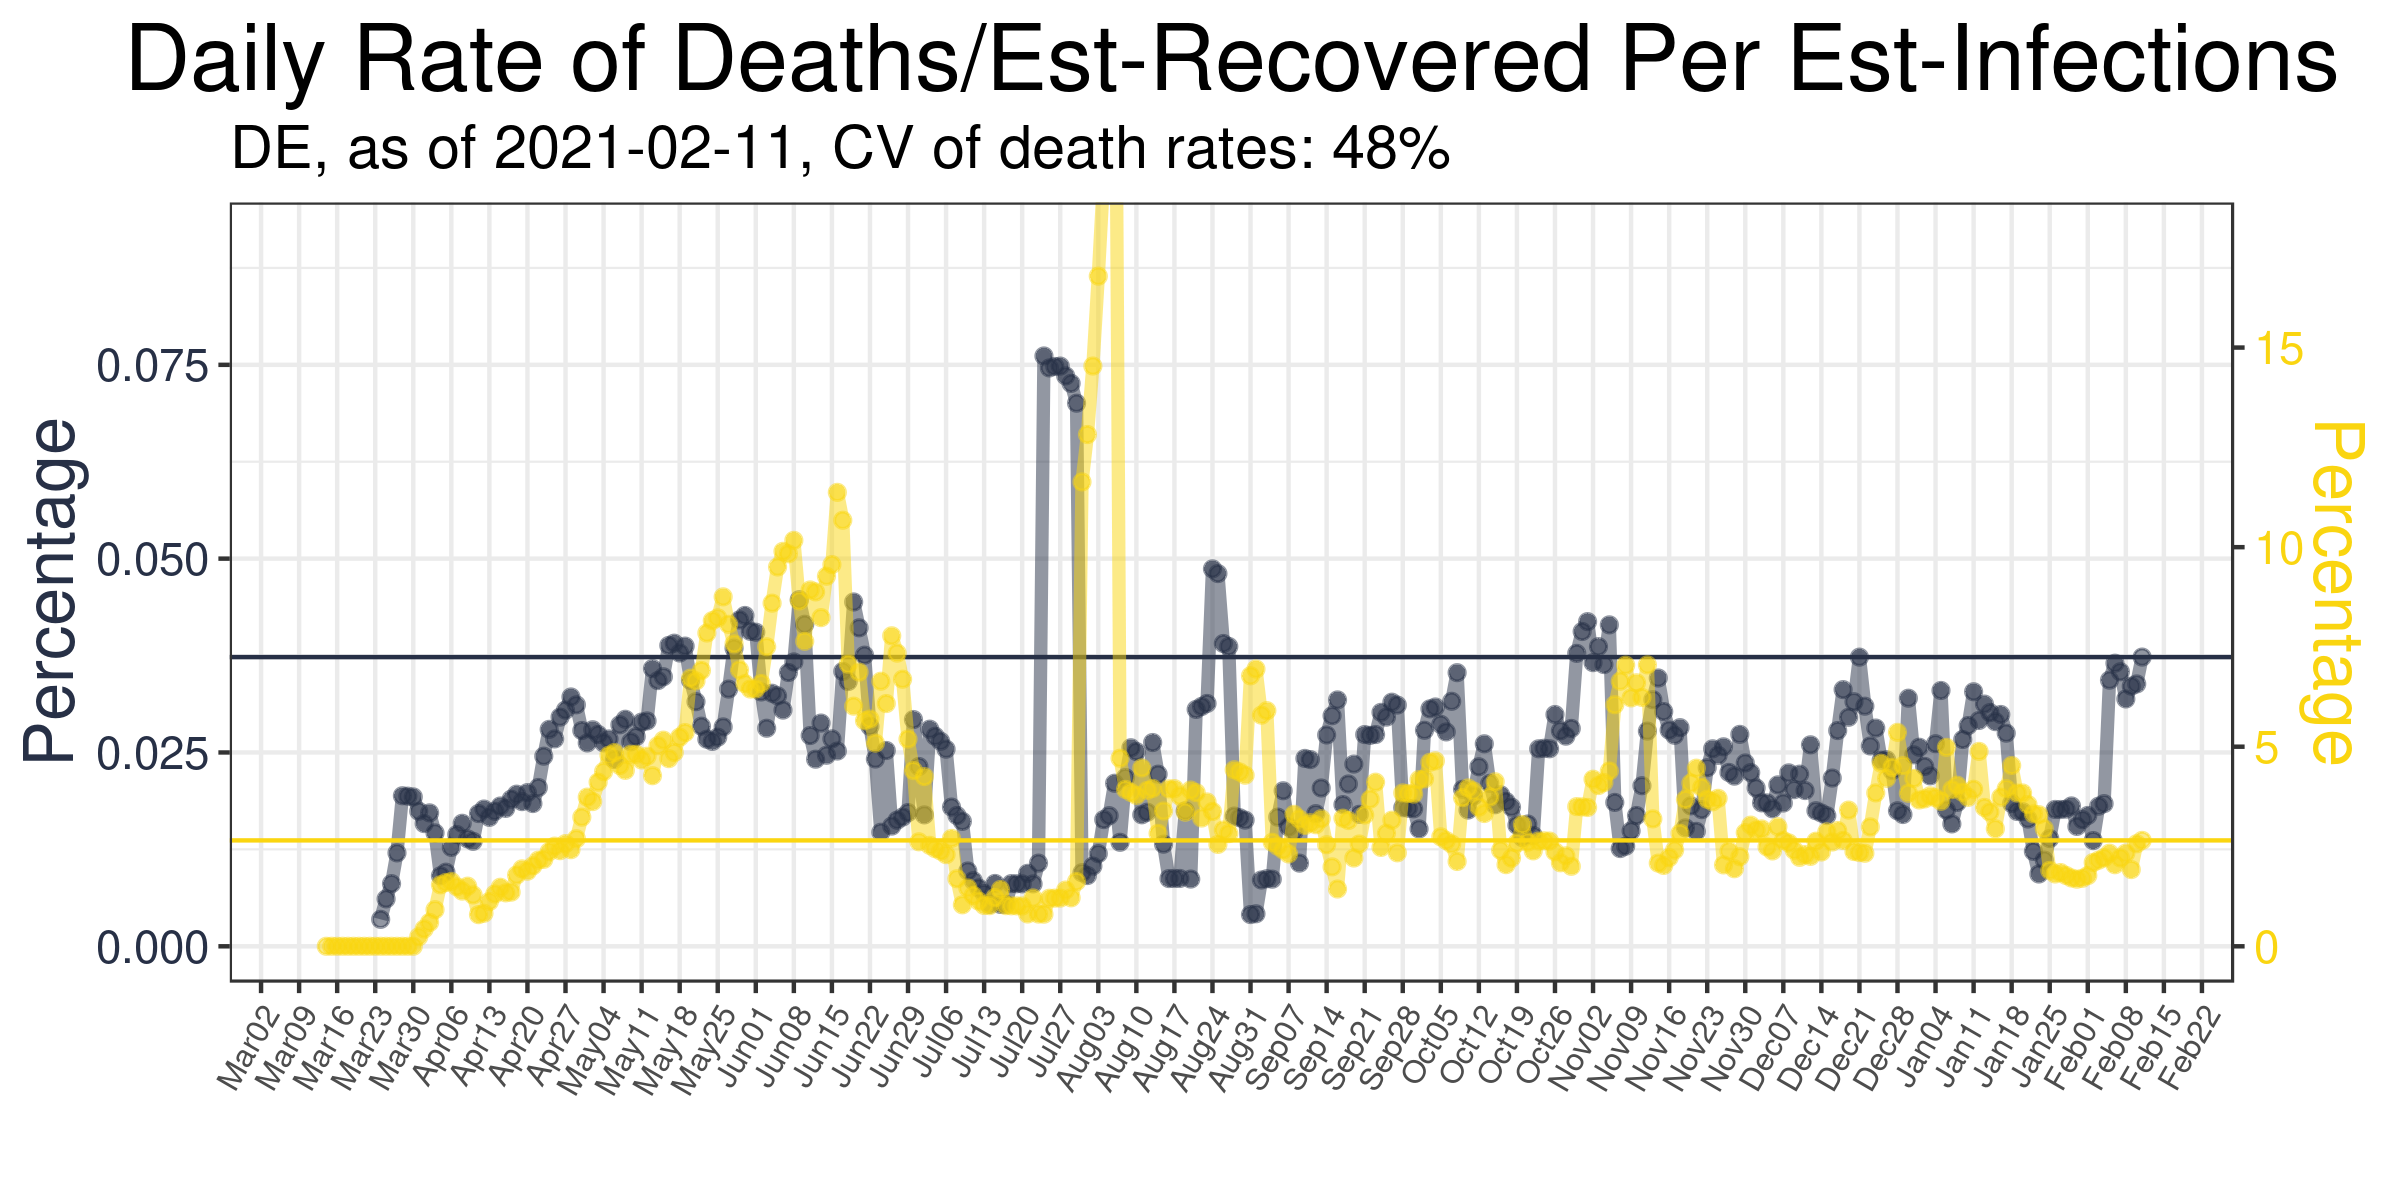 Daily Rate of Deaths/Est-Recovered Per Est-Infections
DE, as of 2021-02-11, CV of death rates: 48%
Percentage
0.075
0.050
0.025
0.000
15
10
5
0
Percentage
Mar02
Mar09
Mar16
Mar23
Mar30
Apr06
Apr13
Apr20
Apr27
May04
May11
May18
May25
Jun01
Jun08
Jun15
Jun22
Jun29
Jul06
Jul13
Jul20
Jul27
Aug03
Aug10
Aug17
Aug24
Aug31
Sep07
Sep14
Sep21
Sep28
Oct05
Oct12
Oct19
Oct26
Nov02
Nov09
Nov16
Nov23
Nov30
Dec07
Dec14
Dec21
Dec28
Jan04
Jan11
Jan18
Jan25
Feb01
Feb08
Feb15
Feb22